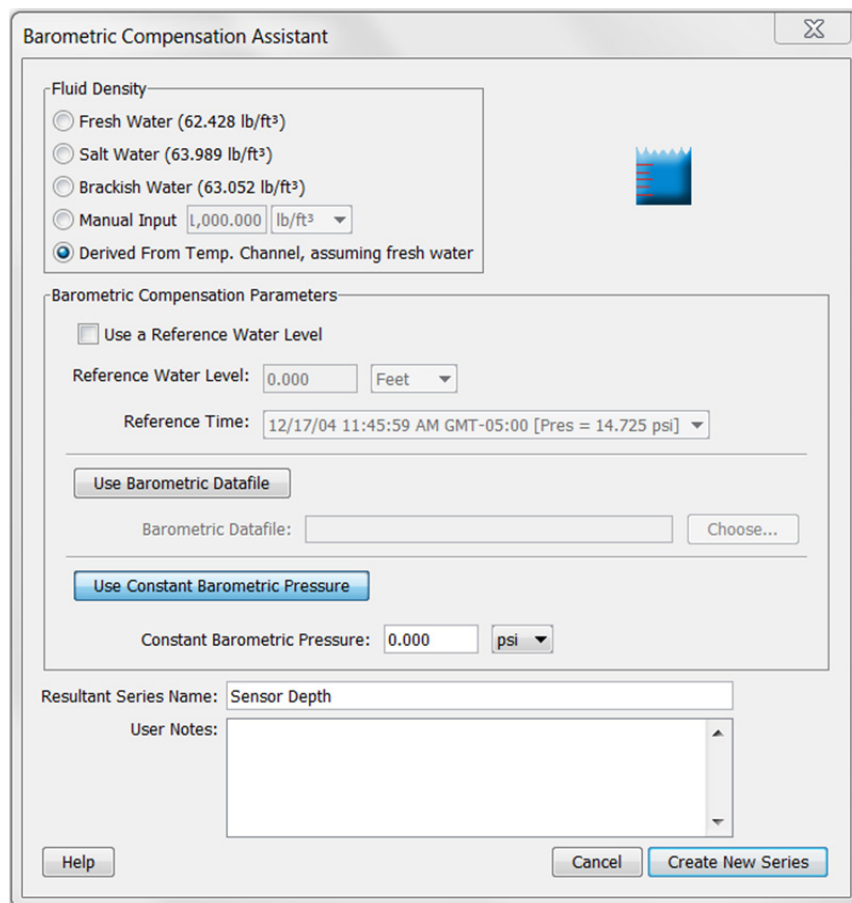 Barometric Compensation Assistant
Fluid Density
Fresh Water (62.428 lb/ft³)
Salt Water (63.989 lb/ft³)
Brackish Water (63.052 lb/ft³)
Manual Input 1,000.000 lb/ft³
Derived From Temp. Channel, assuming fresh water
Barometric Compensation Parameters
Use a Reference Water Level
Reference Water Level: 0.000 Feet
Reference Time: 12/17/04 11:45:59 AM GMT-05:00 [Pres = 14.725 psi]
Use Barometric Datafile
Barometric Datafile: Choose...
Use Constant Barometric Pressure
Constant Barometric Pressure: 0.000 psi
Resultant Series Name: Sensor Depth
User Notes:
Help Cancel Create New Series